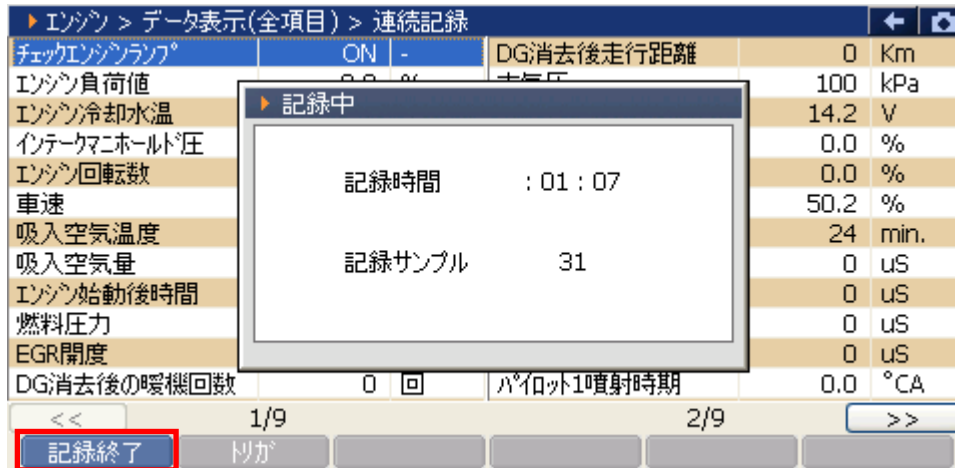 エンジン > データ表示(全項目) > 連続記録
チェックエンジンランプ ON - DG消去後走行距離 0 Km
エンジン負荷値 100 kPa
エンジン冷却水温 14.2 V
インテークマニホールド圧 0.0 %
エンジン回転数 0.0 %
車速 50.2 %
吸入空気温度 24 min.
吸入空気量 0 uS
エンジン始動後時間 0 uS
燃料圧力 0 uS
EGR開度 0 uS
DG消去後の暖機回数 0 回 パイロット1噴射時期 0.0 °CA
記録中
記録時間 : 01 : 07
記録サンプル 31
<< 1/9 2/9 >>
記録終了 トリガ